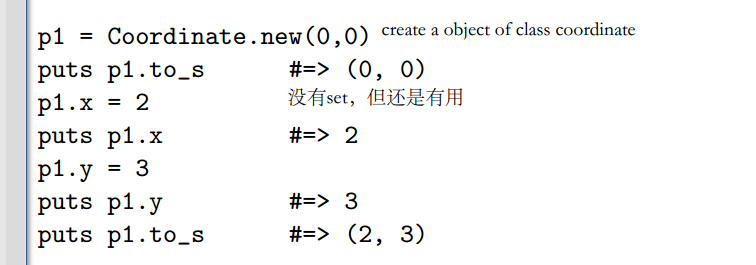 p1 = Coordinate.new(0,0) create a object of class coordinate
puts p1.to_s #=> (0, 0)
p1.x = 2 没有set，但还是有用
puts p1.x #=> 2
p1.y = 3
puts p1.y #=> 3
puts p1.to_s #=> (2, 3)